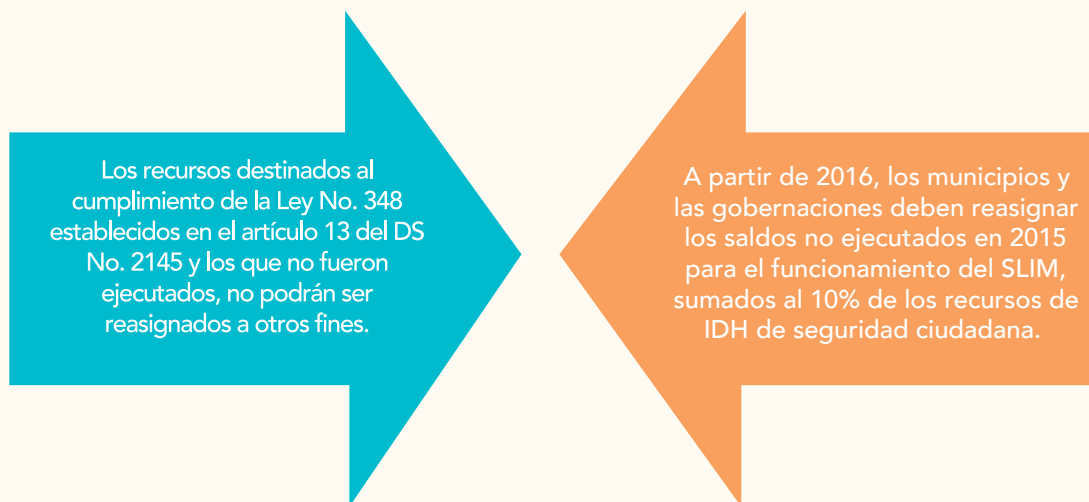 Los recursos destinados al
cumplimiento de la Ley No. 348
establecidos en el artículo 13 del DS
No. 2145 y los que no fueron
ejecutados, no podrán ser
reasignados a otros fines.
A partir de 2016, los municipios y
las gobernaciones deben reasignar
los saldos no ejecutados en 2015
para el funcionamiento del SLIM,
sumados al 10% de los recursos de
IDH de seguridad ciudadana.